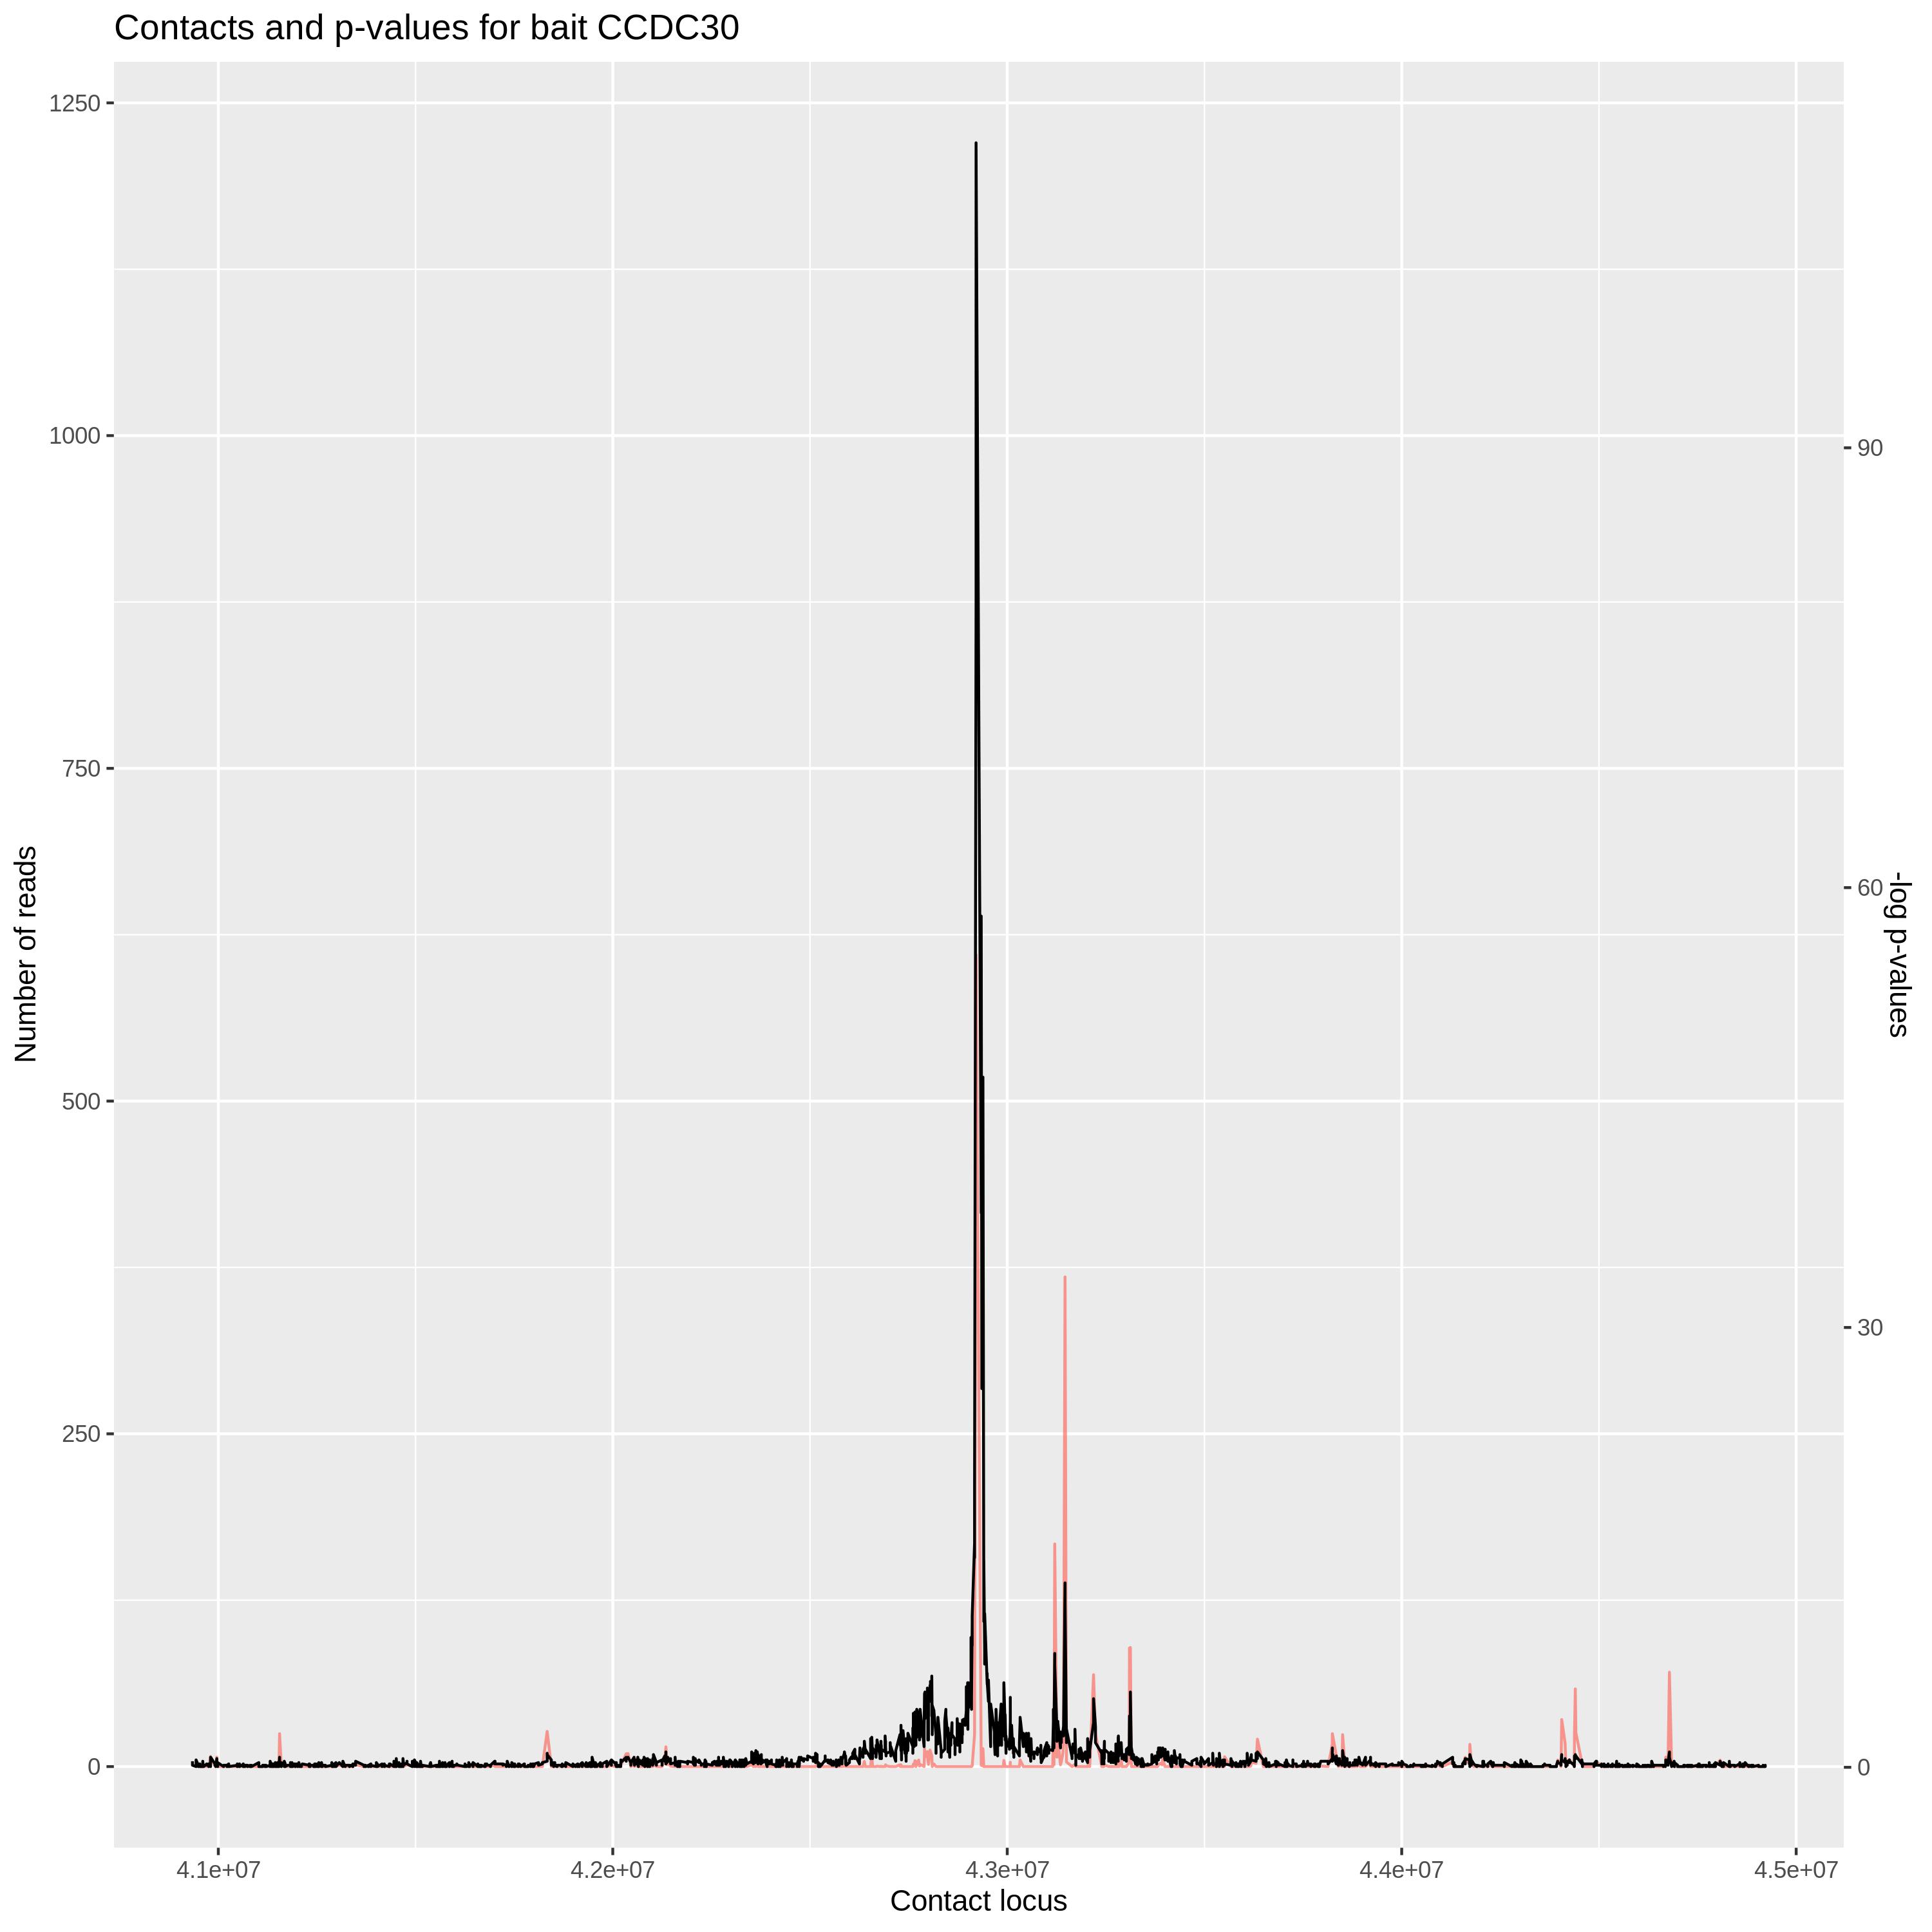 Contacts and p-values for bait CCDC30
1250
1000
750
500
250
0
Number of reads
90
60
30
0
-log p-values
4.1e+07
4.2e+07
4.3e+07
4.4e+07
4.5e+07
Contact locus